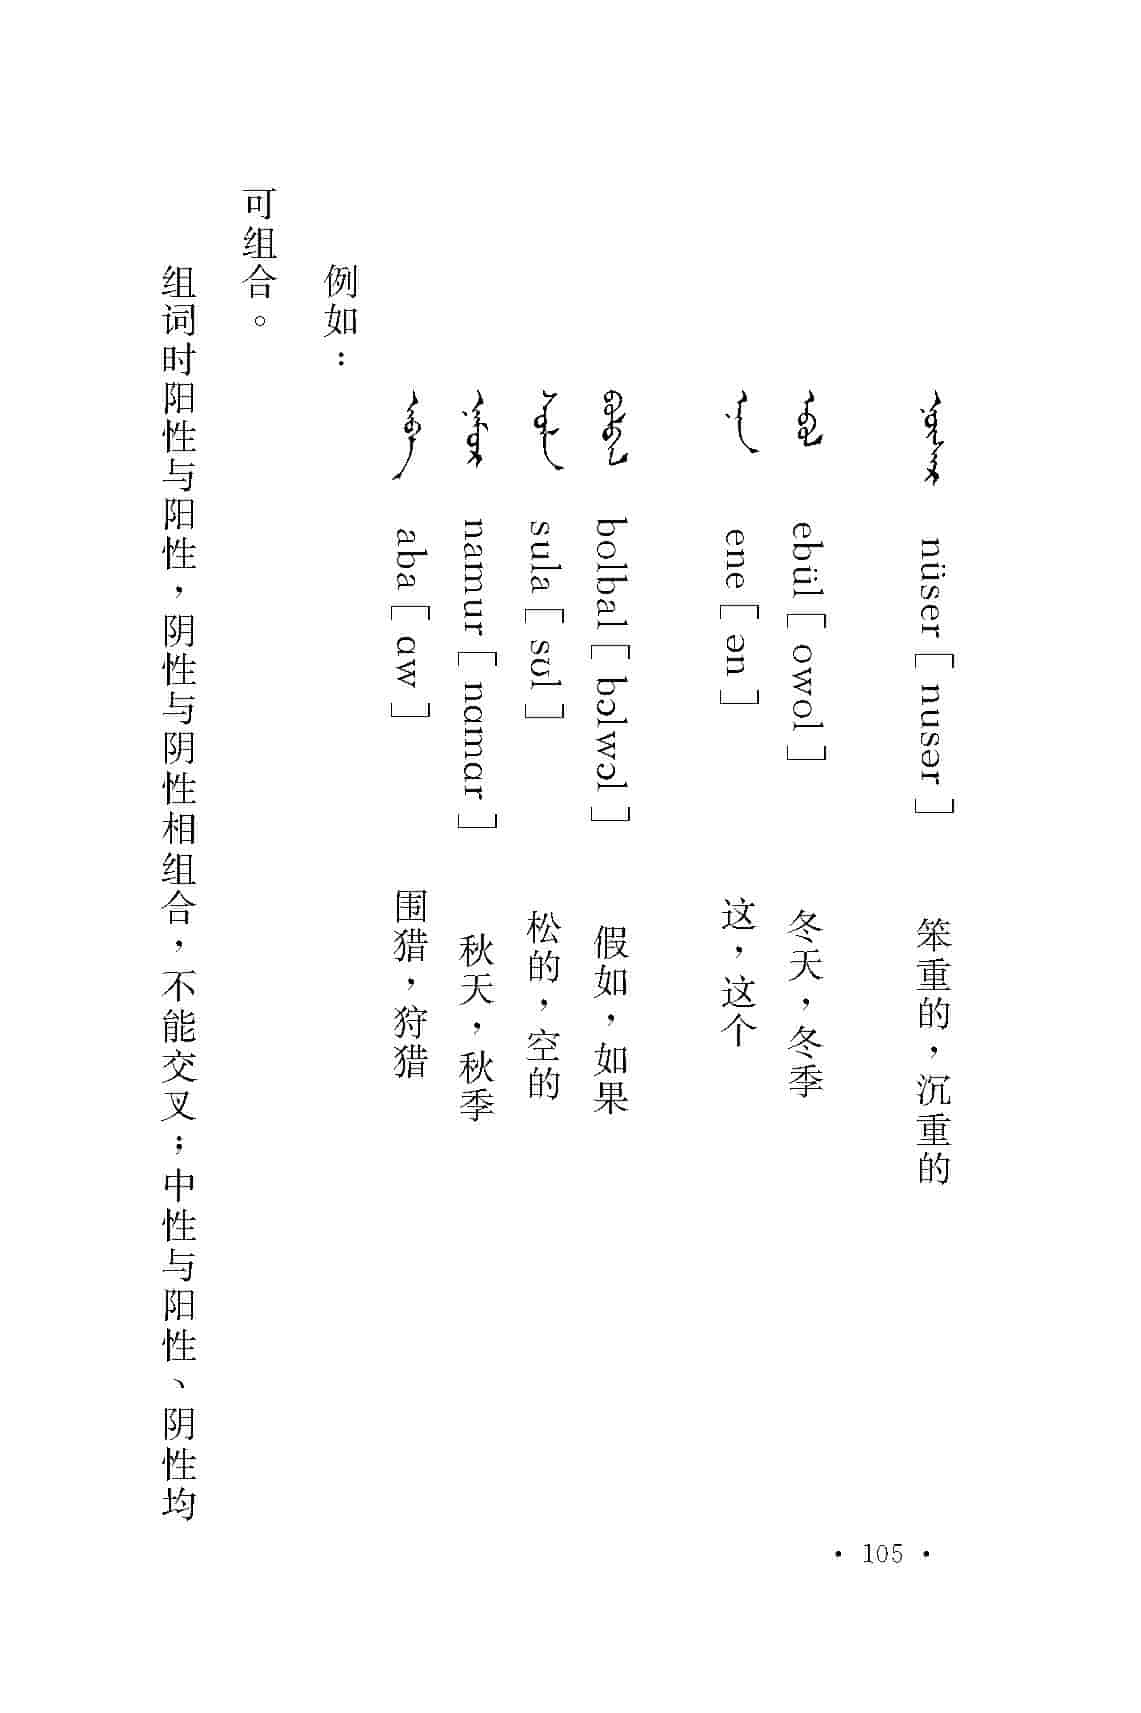 组词时阳性与阳性，阴性与阴性相组合，不能交叉；中性与阳性、阴性均
可组合。
例如：
ᠠᠪᠠ aba［ɑw］ 围猎，狩猎
ᠨᠠᠮᠤᠷ namur［nɑmɑr］ 秋天，秋季
ᠰᠤᠯᠠ sula［sʊl］ 松的，空的
ᠪᠣᠯᠪᠠᠯ bolbal［bɔlwɔl］ 假如，如果
ᠡᠨᠡ ene［ən］ 这，这个
ᠡᠪᠦᠯ ebül［owol］ 冬天，冬季
ᠨᠦᠰᠡᠷ nüser［nusər］ 笨重的，沉重的
· 105 ·